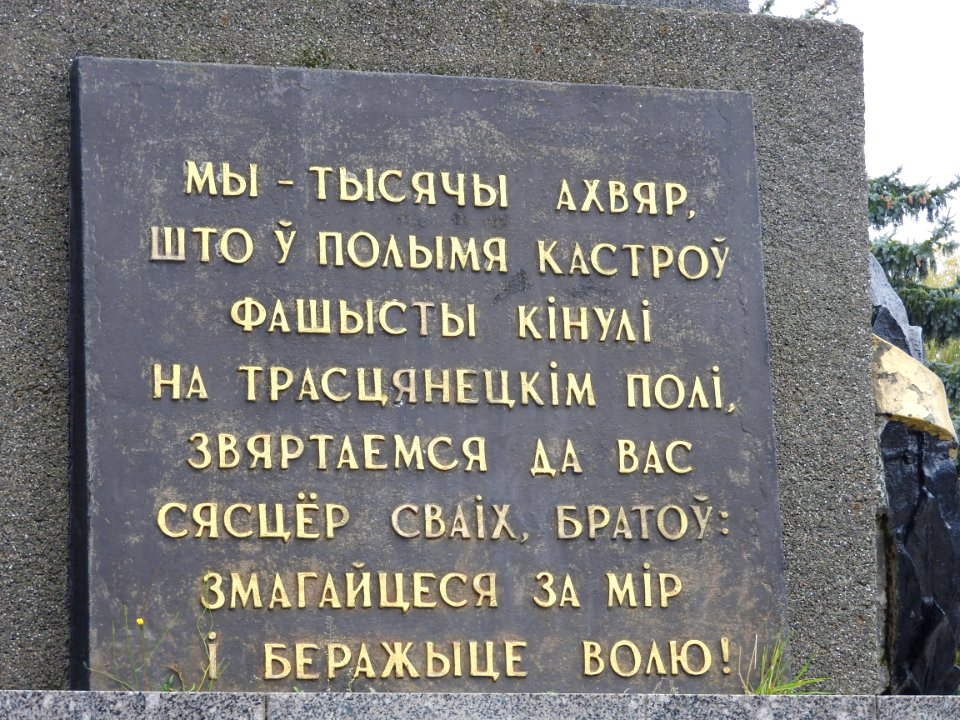 МЫ - ТЫСЯЧЫ АХВЯР,
ШТО Ў ПОЛЫМЯ КАСТРОЎ
ФАШЫСТЫ КІНУЛІ
НА ТРАСЦЯНЕЦКІМ ПОЛІ,
ЗВЯРТАЕМСЯ ДА ВАС
СЯСЦЁР СВАІХ, БРАТОЎ:
ЗМАГАЙЦЕСЯ ЗА МІР
І БЕРАЖЫЦЕ ВОЛЮ!